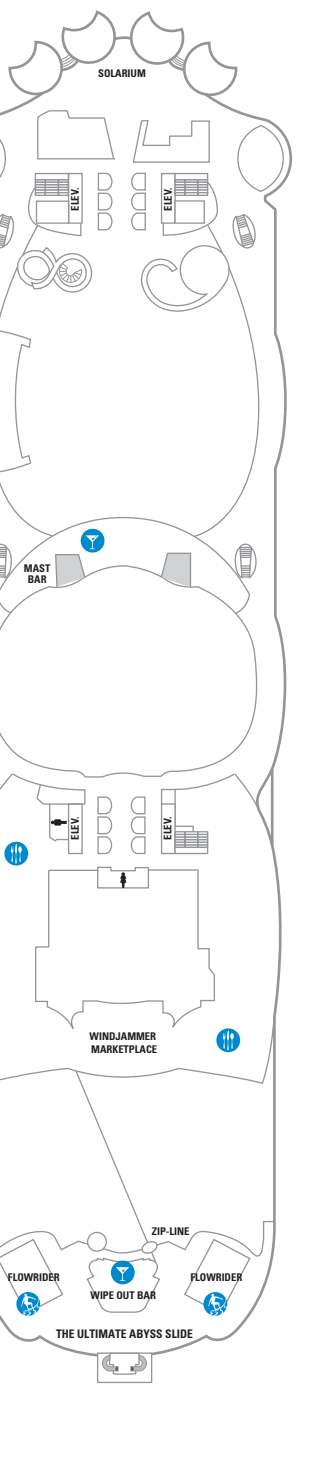 SOLARIUM
ELEV.
ELEV.
MAST
BAR
ELEV.
ELEV.
WINDJAMMER
MARKETPLACE
ZIP-LINE
FLOWRIDER
FLOWRIDER
WIPE OUT BAR
THE ULTIMATE ABYSS SLIDE